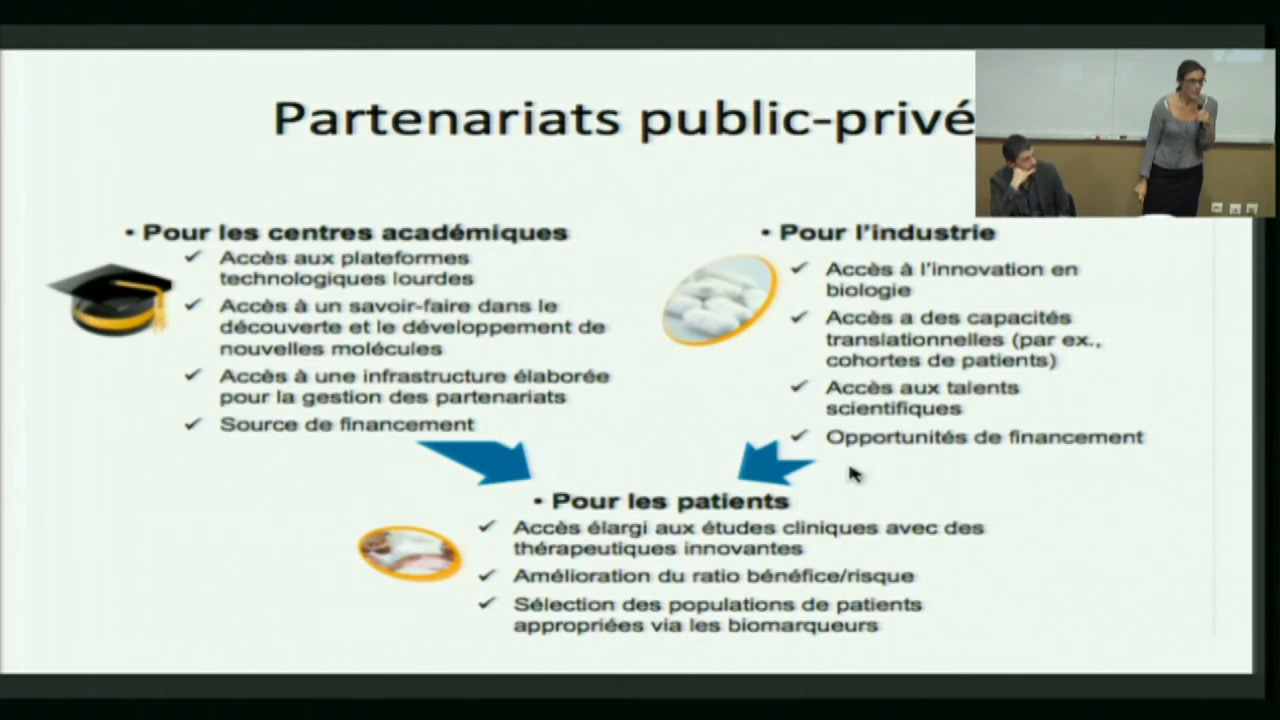 Partenariats public-privé
• Pour les centres académiques
✓ Accès aux plateformes
technologiques lourdes
✓ Accès à un savoir-faire dans le
découverte et le développement de
nouvelles molécules
✓ Accès à une infrastructure élaborée
pour la gestion des partenariats
✓ Source de financement
• Pour l'industrie
✓ Accès à l'innovation en
biologie
✓ Accès a des capacités
translationnelles (par ex.,
cohortes de patients)
✓ Accès aux talents
scientifiques
✓ Opportunités de financement
• Pour les patients
✓ Accès élargi aux études cliniques avec des
thérapeutiques innovantes
✓ Amélioration du ratio bénéfice/risque
✓ Sélection des populations de patients
appropriées via les biomarqueurs